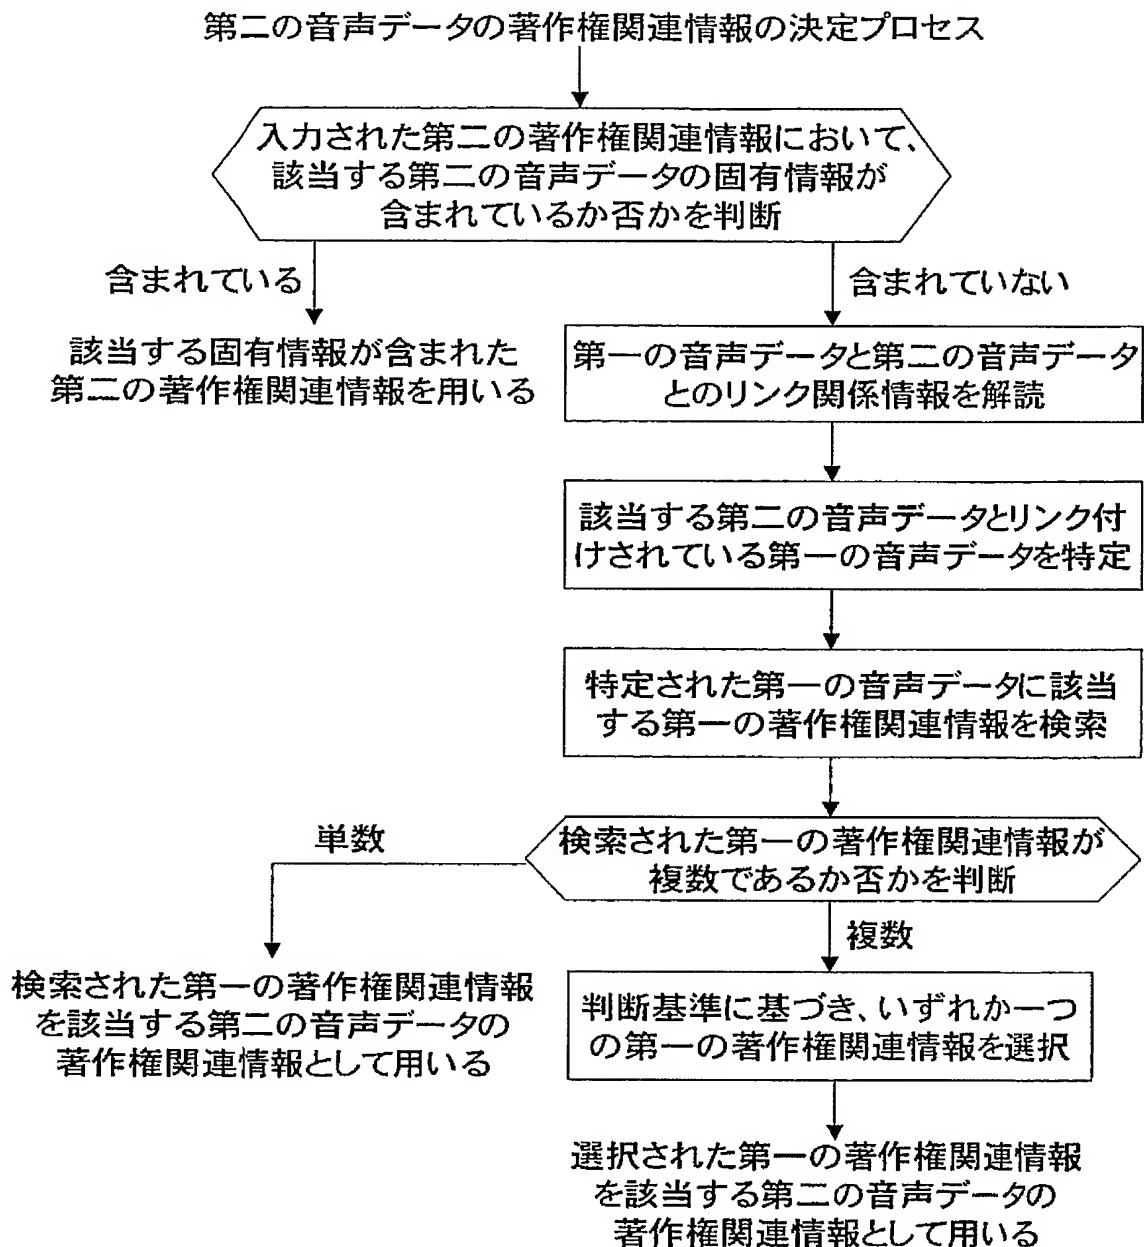 第二の音声データの著作権関連情報の決定プロセス
入力された第二の著作権関連情報において、
該当する第二の音声データの固有情報が
含まれているか否かを判断
含まれている
含まれていない
該当する固有情報が含まれた
第二の著作権関連情報を用いる
第一の音声データと第二の音声データ
とのリンク関係情報を解読
該当する第二の音声データとリンク付
けされている第一の音声データを特定
特定された第一の音声データに該当
する第一の著作権関連情報を検索
単数
検索された第一の著作権関連情報が
複数であるか否かを判断
複数
検索された第一の著作権関連情報
を該当する第二の音声データの
著作権関連情報として用いる
判断基準に基づき、いずれか一つ
の第一の著作権関連情報を選択
選択された第一の著作権関連情報
を該当する第二の音声データの
著作権関連情報として用いる